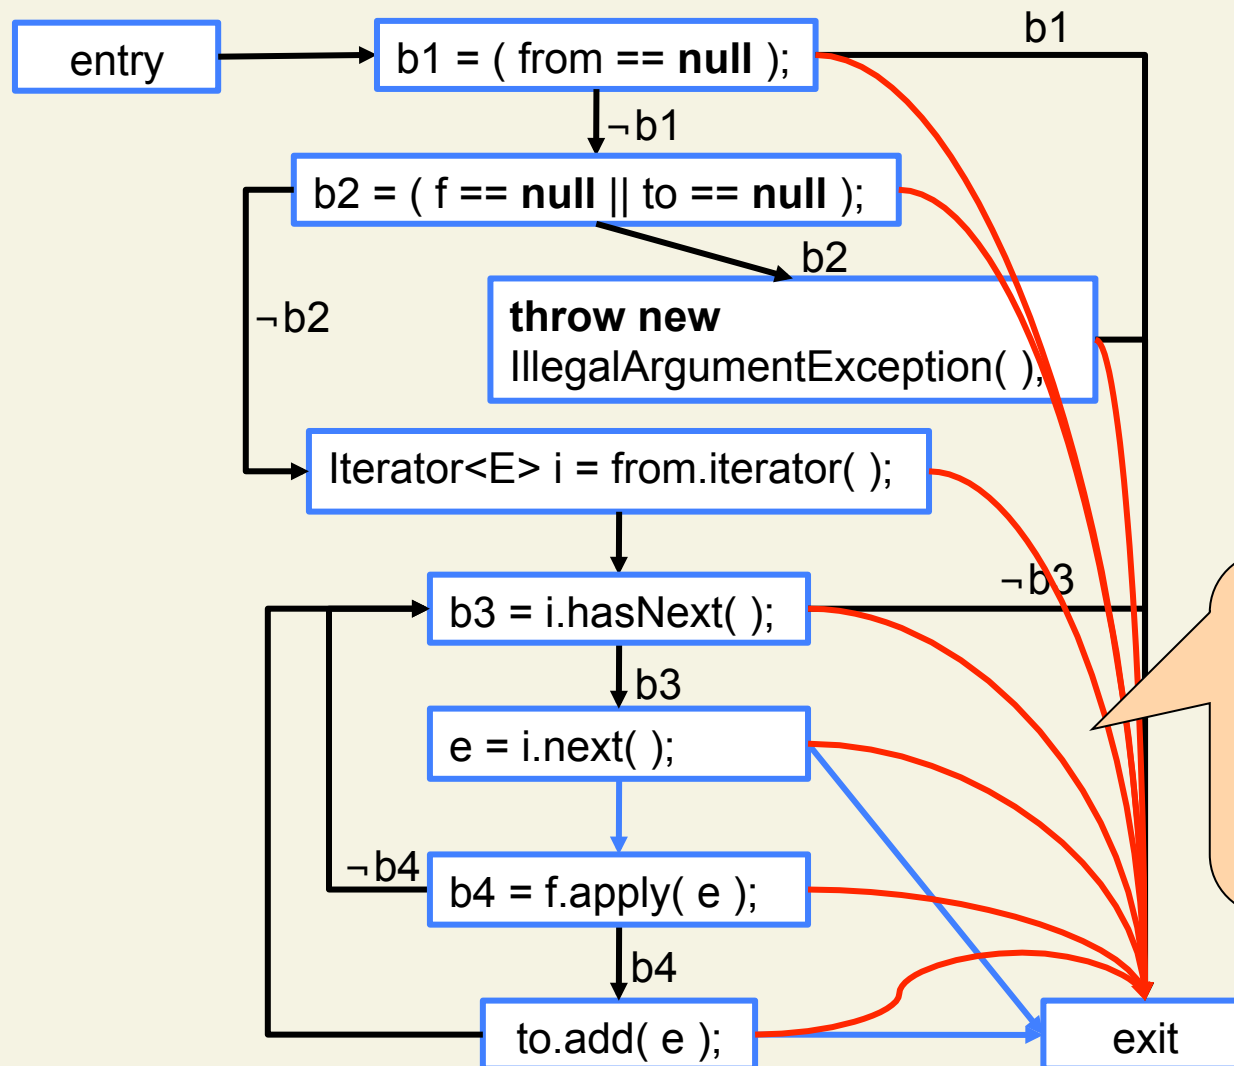 b1
entry
b1 = ( from == null );
¬b1
b2 = ( f == null || to == null );
b2
¬b2
throw new
IllegalArgumentException( );
Iterator<E> i = from.iterator( );
¬b3
b3 = i.hasNext( );
b3
e = i.next( );
¬b4
b4 = f.apply( e );
b4
to.add( e );
exit